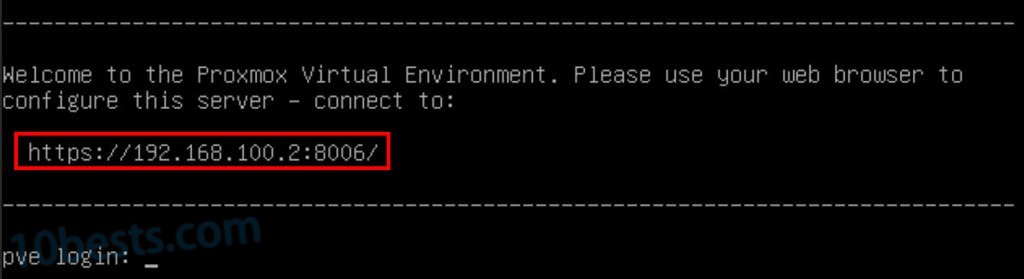 --------------------------------------------------------------------------------
Welcome to the Proxmox Virtual Environment. Please use your web browser to
configure this server - connect to:
https://192.168.100.2:8006/
--------------------------------------------------------------------------------
10bests.com
pve login: _